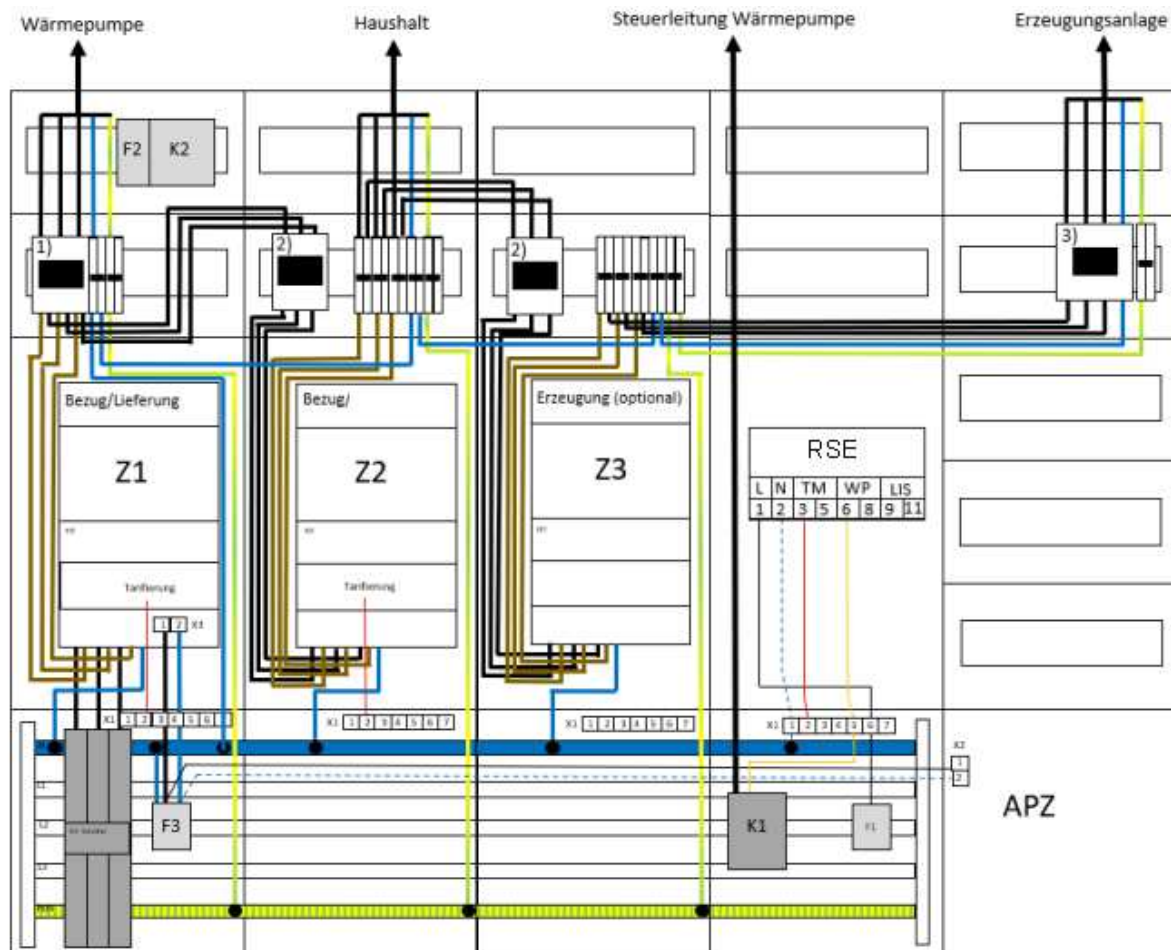 Wärmepumpe
Haushalt
Steuerleitung Wärmepumpe
Erzeugungsanlage
F2 K2
1)
2)
2)
3)
Bezug/Lieferung
Z1
Tarifierung
1 2 X3
Bezug/
Z2
Tarifierung
Erzeugung (optional)
Z3
RSE
L N TM WP LIS
1 2 3 5 6 8 9 11
X1 1 2 3 4 5 6
X1 1 2 3 4 5 6 7
X1 1 2 3 4 5 6 7
X1 1 2 3 4 5 6 7
X2
1
2
L1
L2
L3
F3
K1
F1
APZ